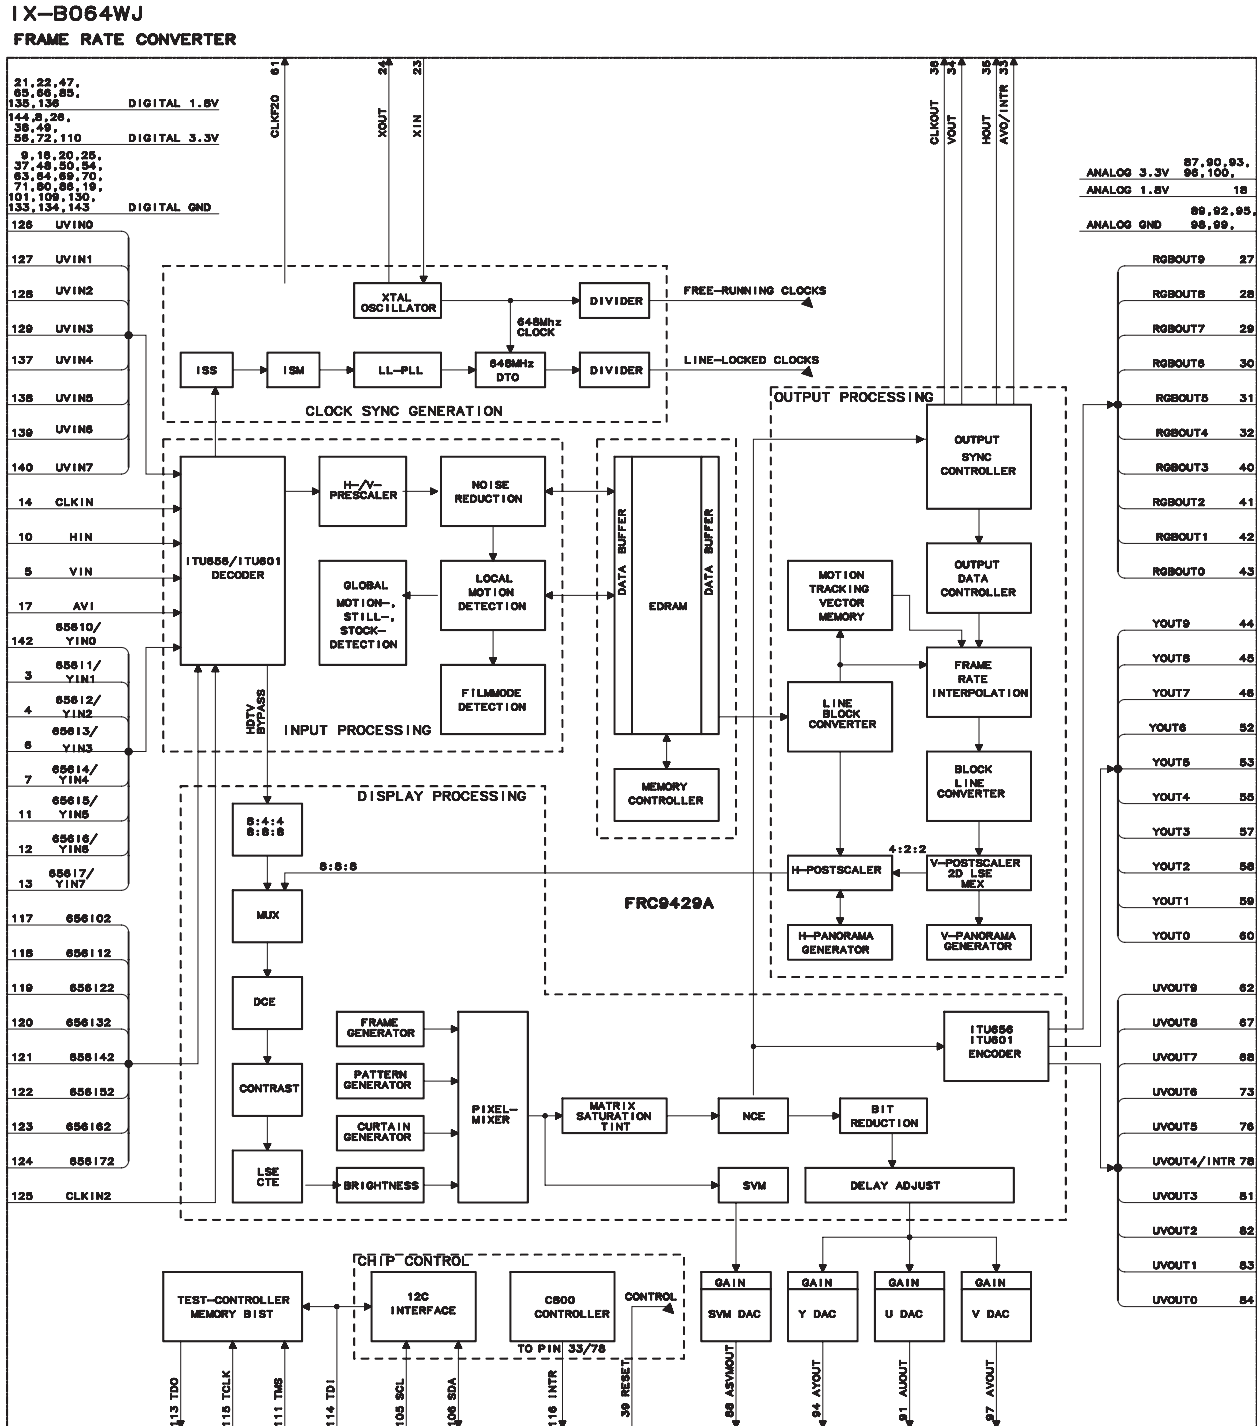 IX-B064WJ
FRAME RATE CONVERTER
61
24
23
38
34
35
33
CLKF20
XOUT
XIN
CLKOUT
VOUT
HOUT
AVO/INTR
21,22,47,
65,66,85,
135,136 DIGITAL 1.8V
144,8,26,
38,49,
56,72,110 DIGITAL 3.3V
9,16,20,25,
37,48,50,54,
63,64,69,70,
71,80,86,19,
101,109,130,
133,134,143 DIGITAL GND
87,90,93,
ANALOG 3.3V 96,100,
ANALOG 1.8V 18
89,92,95,
ANALOG GND 98,99,
126 UVIN0
127 UVIN1
128 UVIN2
129 UVIN3
137 UVIN4
138 UVIN5
139 UVIN6
140 UVIN7
14 CLKIN
10 HIN
5 VIN
17 AVI
142 656I0/
YIN0
3 656I1/
YIN1
4 656I2/
YIN2
6 656I3/
YIN3
7 656I4/
YIN4
11 656I5/
YIN5
12 656I6/
YIN6
13 656I7/
YIN7
117 656I02
118 656I12
119 656I22
120 656I32
121 656I42
122 656I52
123 656I62
124 656I72
125 CLKIN2
XTAL
OSCILLATOR
DIVIDER
FREE-RUNNING CLOCKS
648Mhz
CLOCK
ISS
ISM
LL-PLL
648MHz
DTO
DIVIDER
LINE-LOCKED CLOCKS
CLOCK SYNC GENERATION
ITU656/ITU601
DECODER
H-/V-
PRESCALER
NOISE
REDUCTION
GLOBAL
MOTION-,
STILL-,
STOCK-
DETECTION
LOCAL
MOTION
DETECTION
FILMMODE
DETECTION
INPUT PROCESSING
HDTV
BYPASS
DATA BUFFER
EDRAM
DATA BUFFER
MEMORY
CONTROLLER
OUTPUT PROCESSING
OUTPUT
SYNC
CONTROLLER
OUTPUT
DATA
CONTROLLER
MOTION
TRACKING
VECTOR
MEMORY
FRAME
RATE
INTERPOLATION
LINE
BLOCK
CONVERTER
BLOCK
LINE
CONVERTER
4:2:2
H-POSTSCALER
V-POSTSCALER
2D LSE
MEX
H-PANORAMA
GENERATOR
V-PANORAMA
GENERATOR
FRC9429A
DISPLAY PROCESSING
8:4:4
8:8:8
8:8:8
MUX
DCE
CONTRAST
LSE
CTE
FRAME
GENERATOR
PATTERN
GENERATOR
CURTAIN
GENERATOR
BRIGHTNESS
PIXEL-
MIXER
MATRIX
SATURATION
TINT
NCE
BIT
REDUCTION
SVM
DELAY ADJUST
ITU656
ITU601
ENCODER
RGBOUT9 27
RGBOUT8 28
RGBOUT7 29
RGBOUT6 30
RGBOUT5 31
RGBOUT4 32
RGBOUT3 40
RGBOUT2 41
RGBOUT1 42
RGBOUT0 43
YOUT9 44
YOUT8 45
YOUT7 46
YOUT6 52
YOUT5 53
YOUT4 55
YOUT3 57
YOUT2 58
YOUT1 59
YOUT0 60
UVOUT9 62
UVOUT8 67
UVOUT7 68
UVOUT6 73
UVOUT5 76
UVOUT4/INTR 78
UVOUT3 81
UVOUT2 82
UVOUT1 83
UVOUT0 84
TEST-CONTROLLER
MEMORY BIST
CHIP CONTROL
12C
INTERFACE
C800
CONTROLLER
CONTROL
TO PIN 33/78
GAIN
SVM DAC
GAIN
Y DAC
GAIN
U DAC
GAIN
V DAC
113 TDO
115 TCLK
111 TMS
114 TDI
105 SCL
106 SDA
116 INTR
39 RESET
88 ASVMOUT
94 AYOUT
91 AUOUT
97 AVOUT